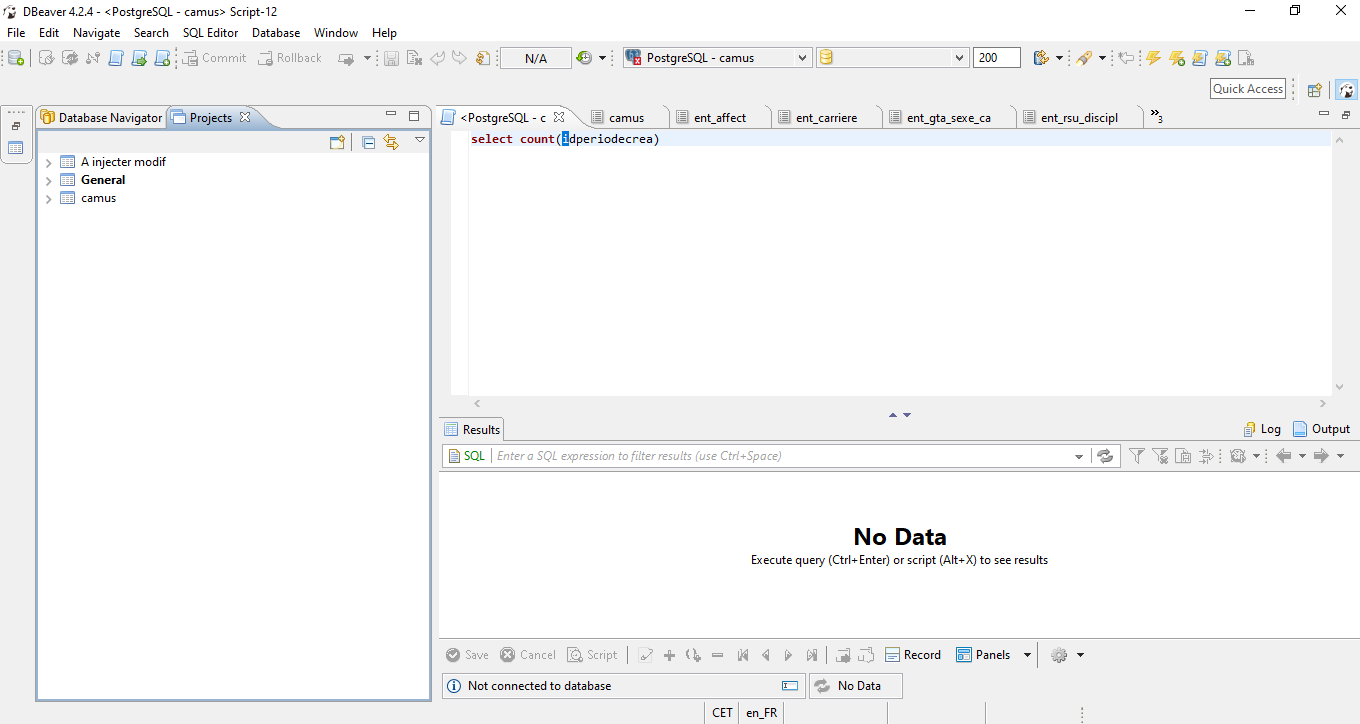 DBeaver 4.2.4 - <PostgreSQL - camus> Script-12
File Edit Navigate Search SQL Editor Database Window Help
Commit Rollback N/A PostgreSQL - camus 200
Quick Access
Database Navigator Projects
<PostgreSQL - c camus ent_affect ent_carriere ent_gta_sexe_ca ent_rsu_discipl »3
select count(idperiodecrea)
A injecter modif
General
camus
Results Log Output
SQL Enter a SQL expression to filter results (use Ctrl+Space)
No Data
Execute query (Ctrl+Enter) or script (Alt+X) to see results
Save Cancel Script Record Panels
Not connected to database No Data
CET en_FR